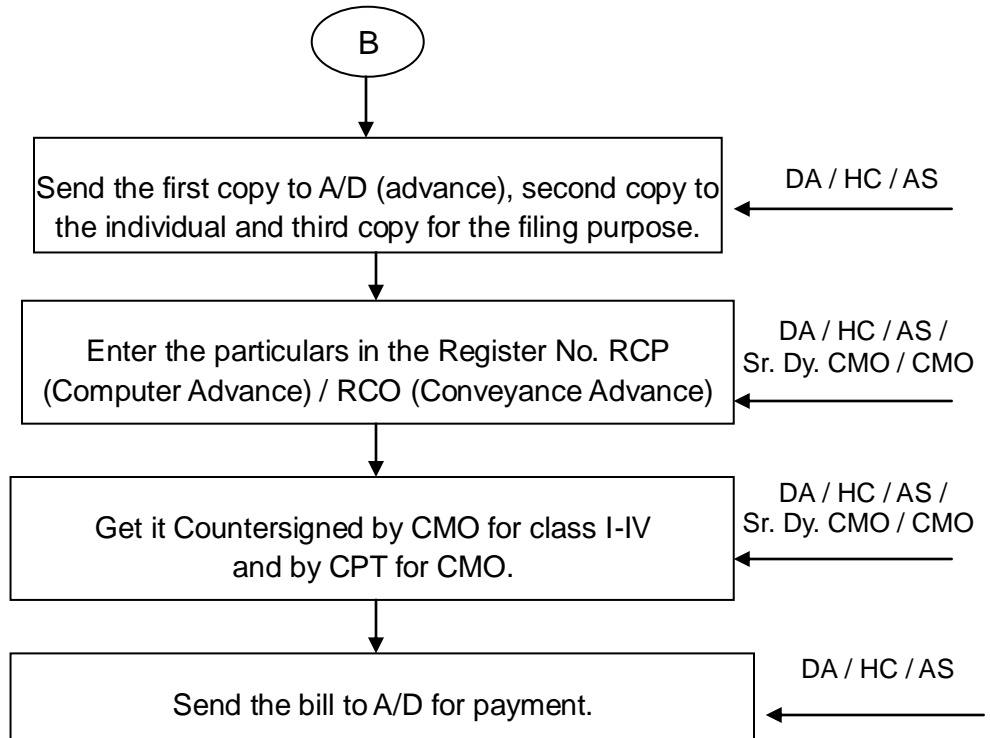 B
Send the first copy to A/D (advance), second copy to
the individual and third copy for the filing purpose.
DA / HC / AS
Enter the particulars in the Register No. RCP
(Computer Advance) / RCO (Conveyance Advance)
DA / HC / AS /
Sr. Dy. CMO / CMO
Get it Countersigned by CMO for class I-IV
and by CPT for CMO.
DA / HC / AS /
Sr. Dy. CMO / CMO
Send the bill to A/D for payment.
DA / HC / AS